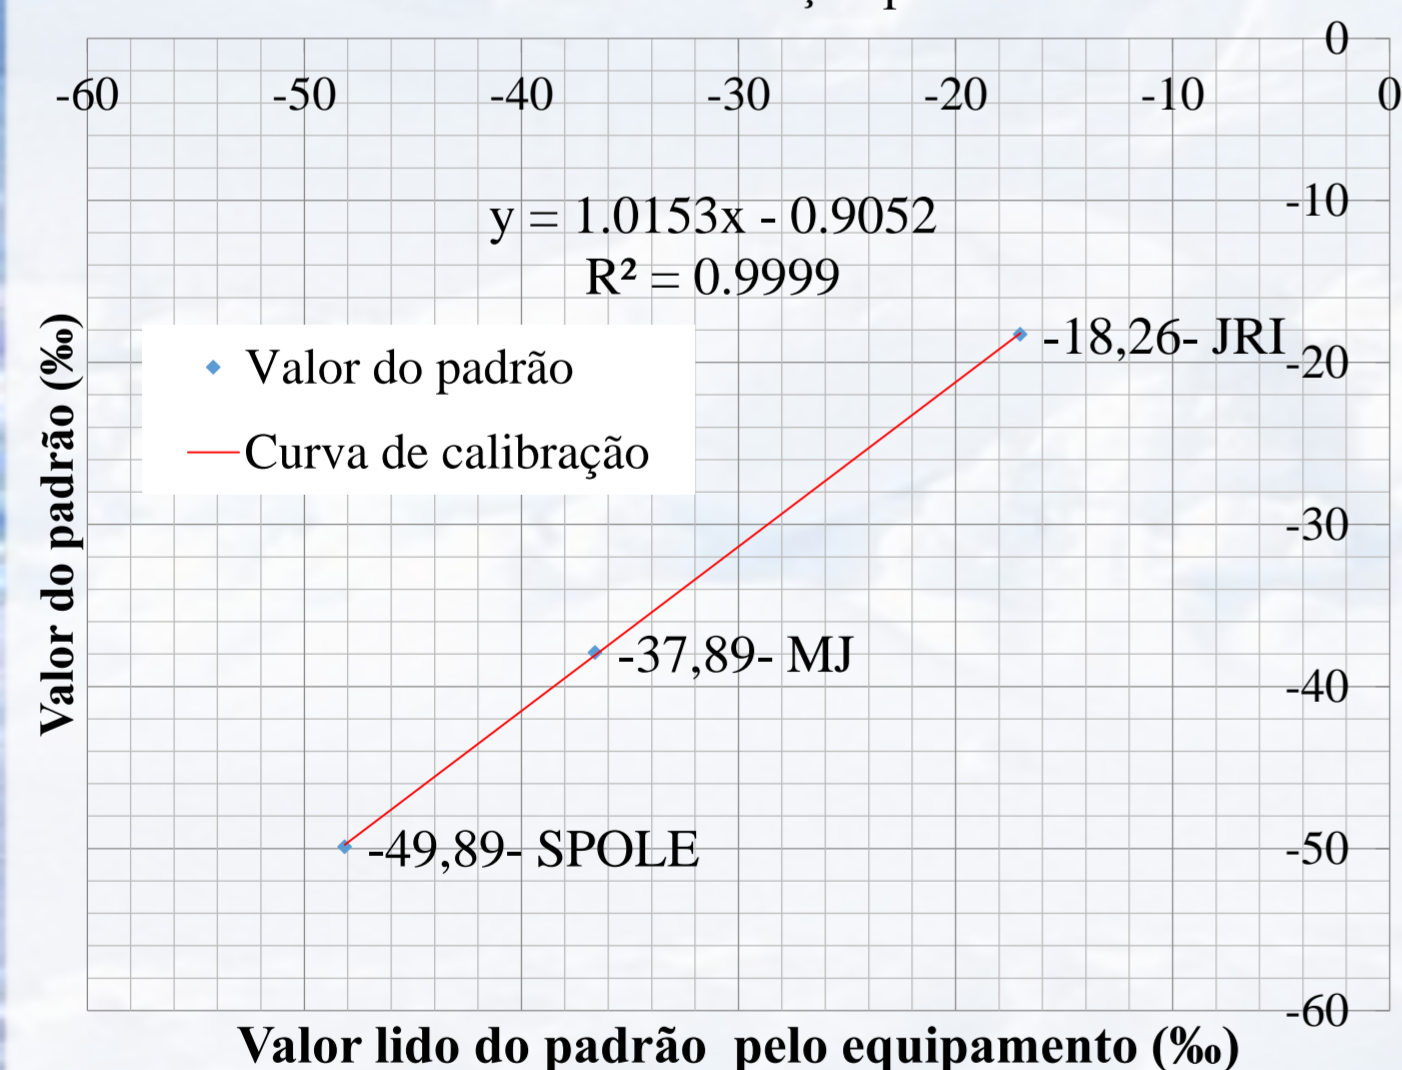 0
-60 -50 -40 -30 -20 -10 0
-10
y = 1.0153x - 0.9052
R² = 0.9999
-18,26- JRI
-20
Valor do padrão
Curva de calibração
Valor do padrão (‰)
-30
-37,89- MJ
-40
-49,89- SPOLE
-50
-60
Valor lido do padrão pelo equipamento (‰)